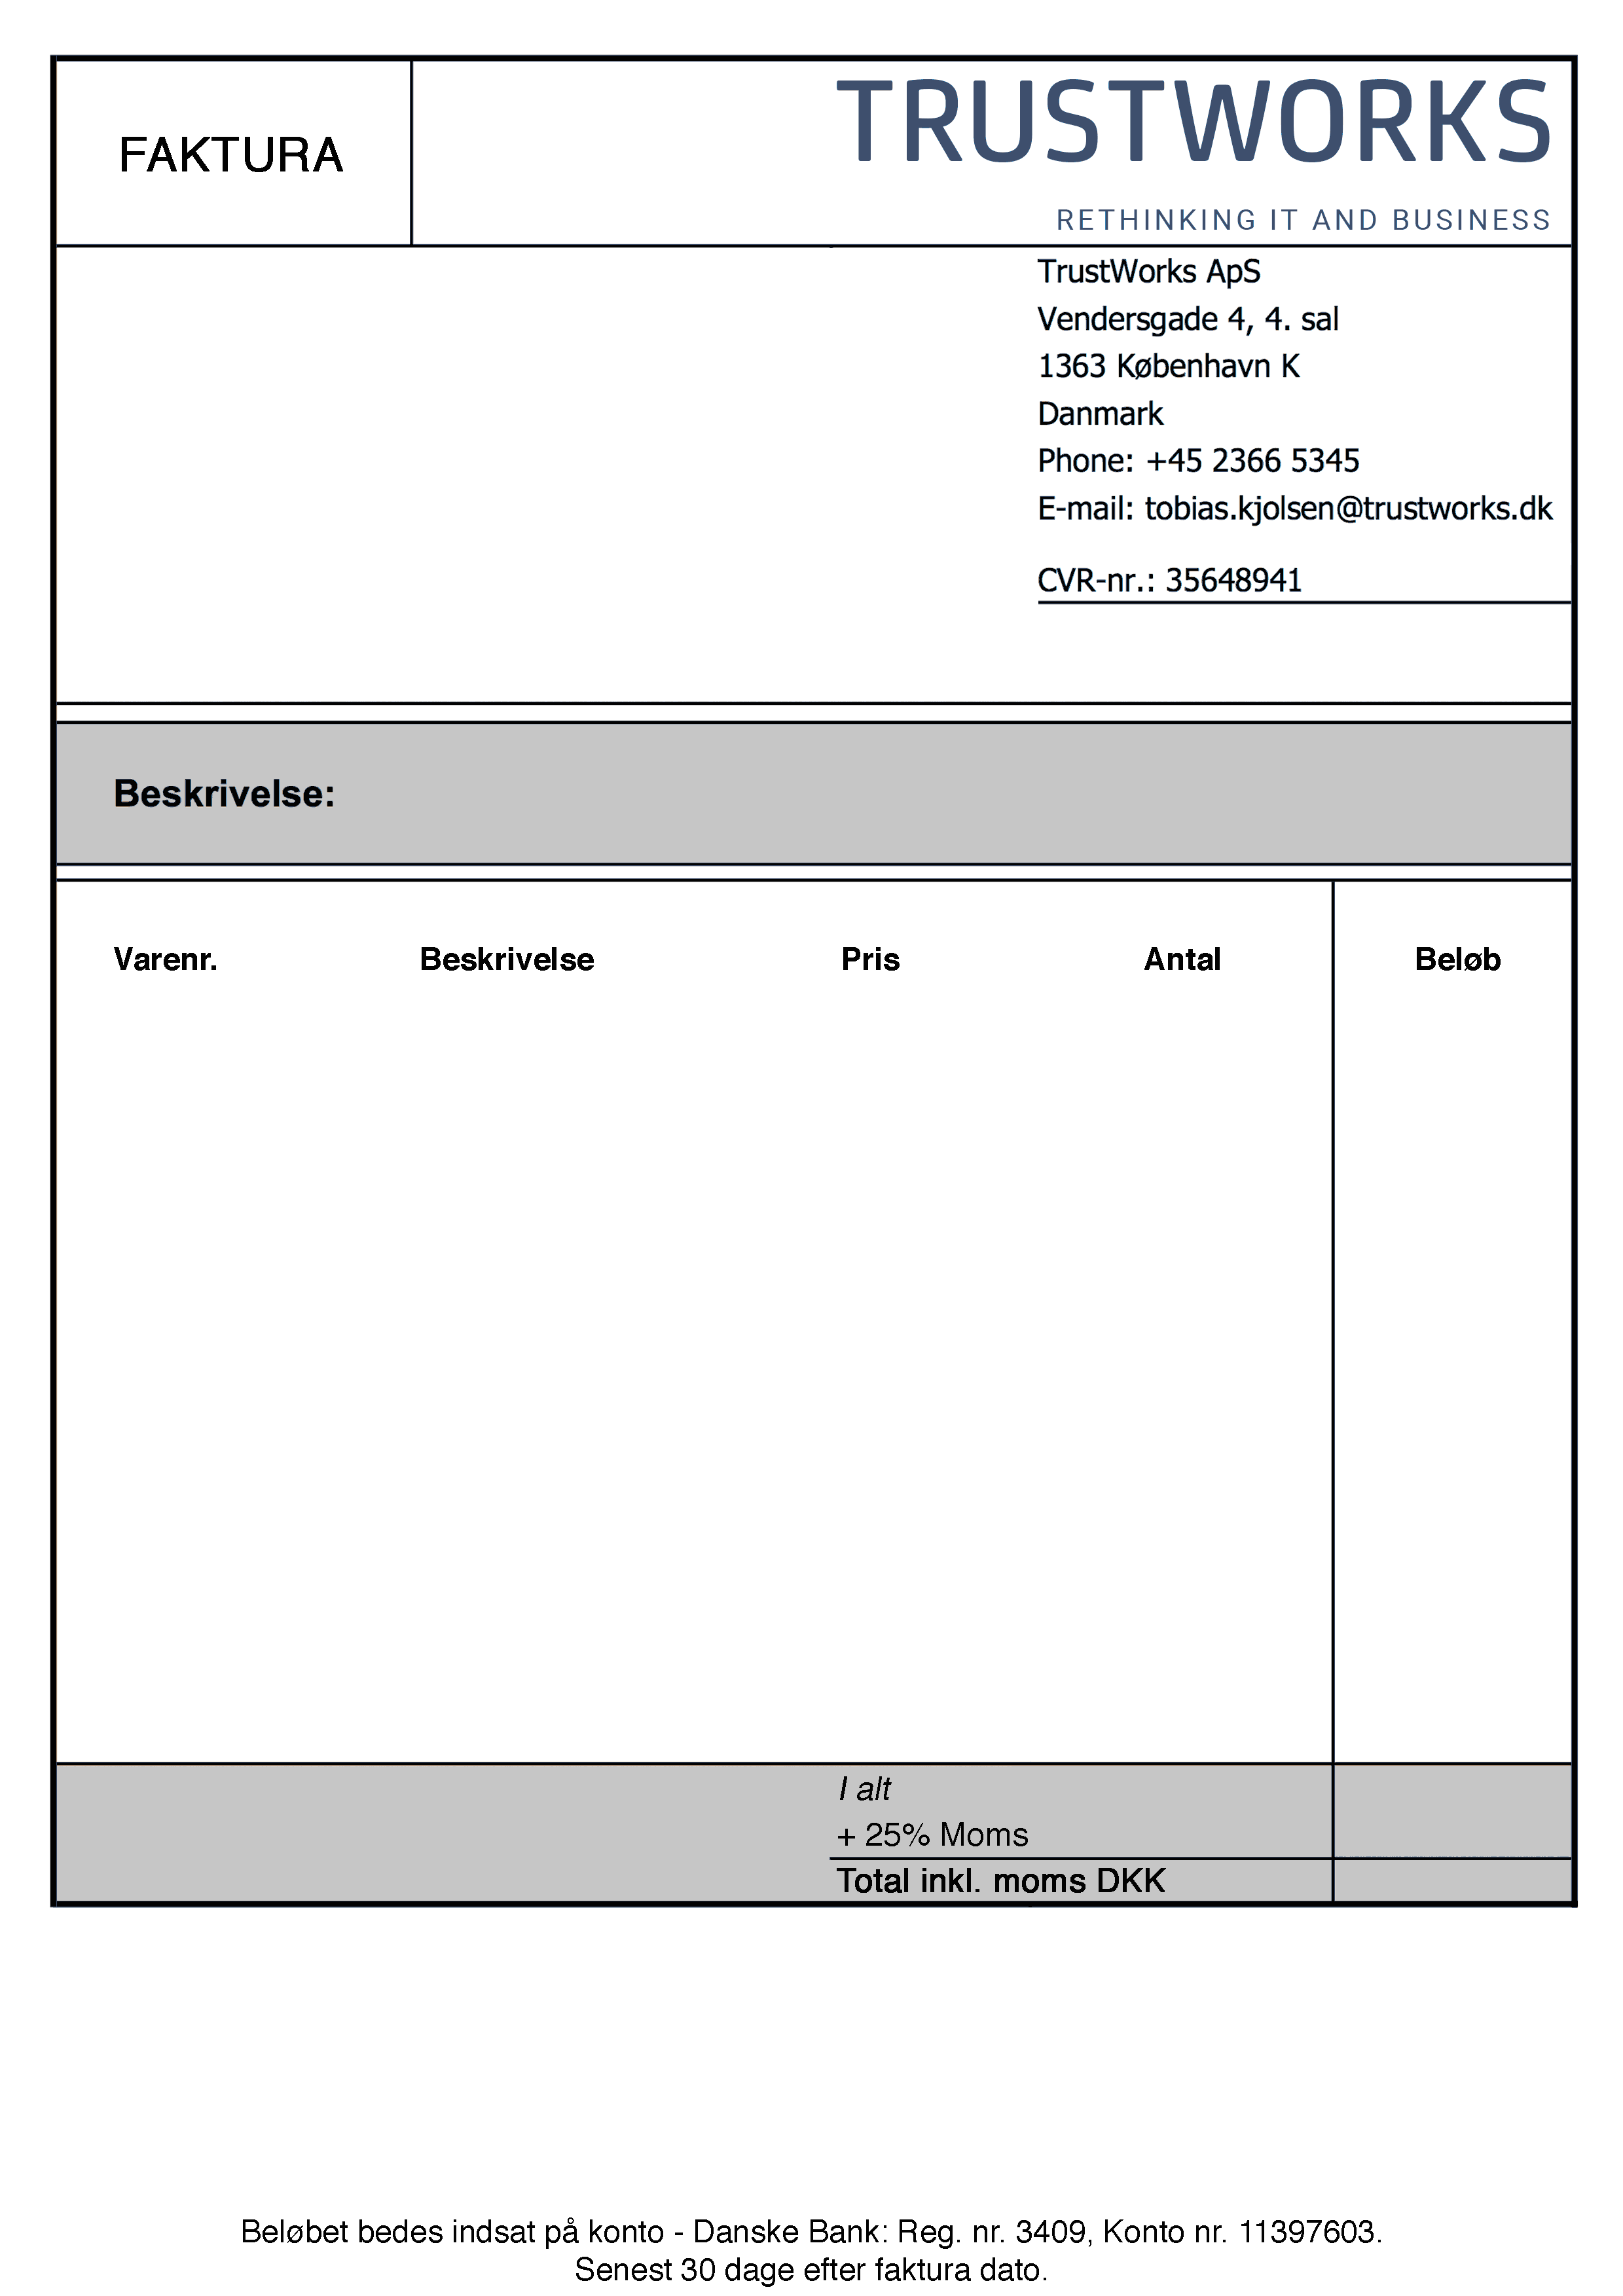 FAKTURA
TRUSTWORKS
RETHINKING IT AND BUSINESS
TrustWorks ApS
Vendersgade 4, 4. sal
1363 København K
Danmark
Phone: +45 2366 5345
E-mail: tobias.kjolsen@trustworks.dk
CVR-nr.: 35648941
Beskrivelse:
Varenr. Beskrivelse Pris Antal Beløb
I alt
+ 25% Moms
Total inkl. moms DKK
Beløbet bedes indsat på konto - Danske Bank: Reg. nr. 3409, Konto nr. 11397603.
Senest 30 dage efter faktura dato.